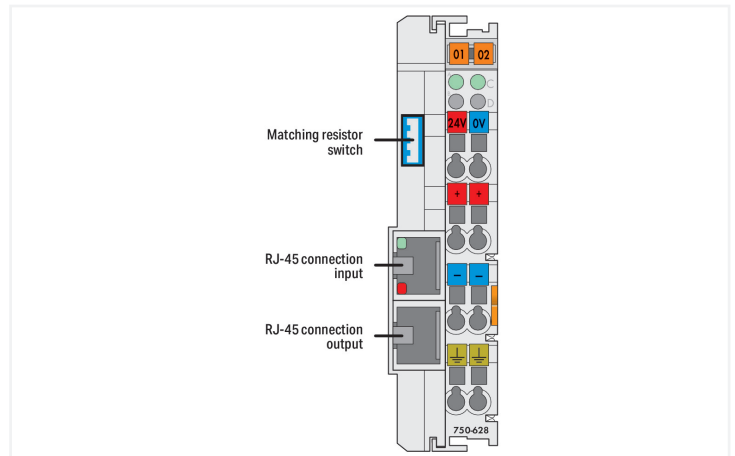 01 02
C
D
24V 0V
Matching resistor
switch
+ +
RJ-45 connection
input
— —
RJ-45 connection
output
750-628